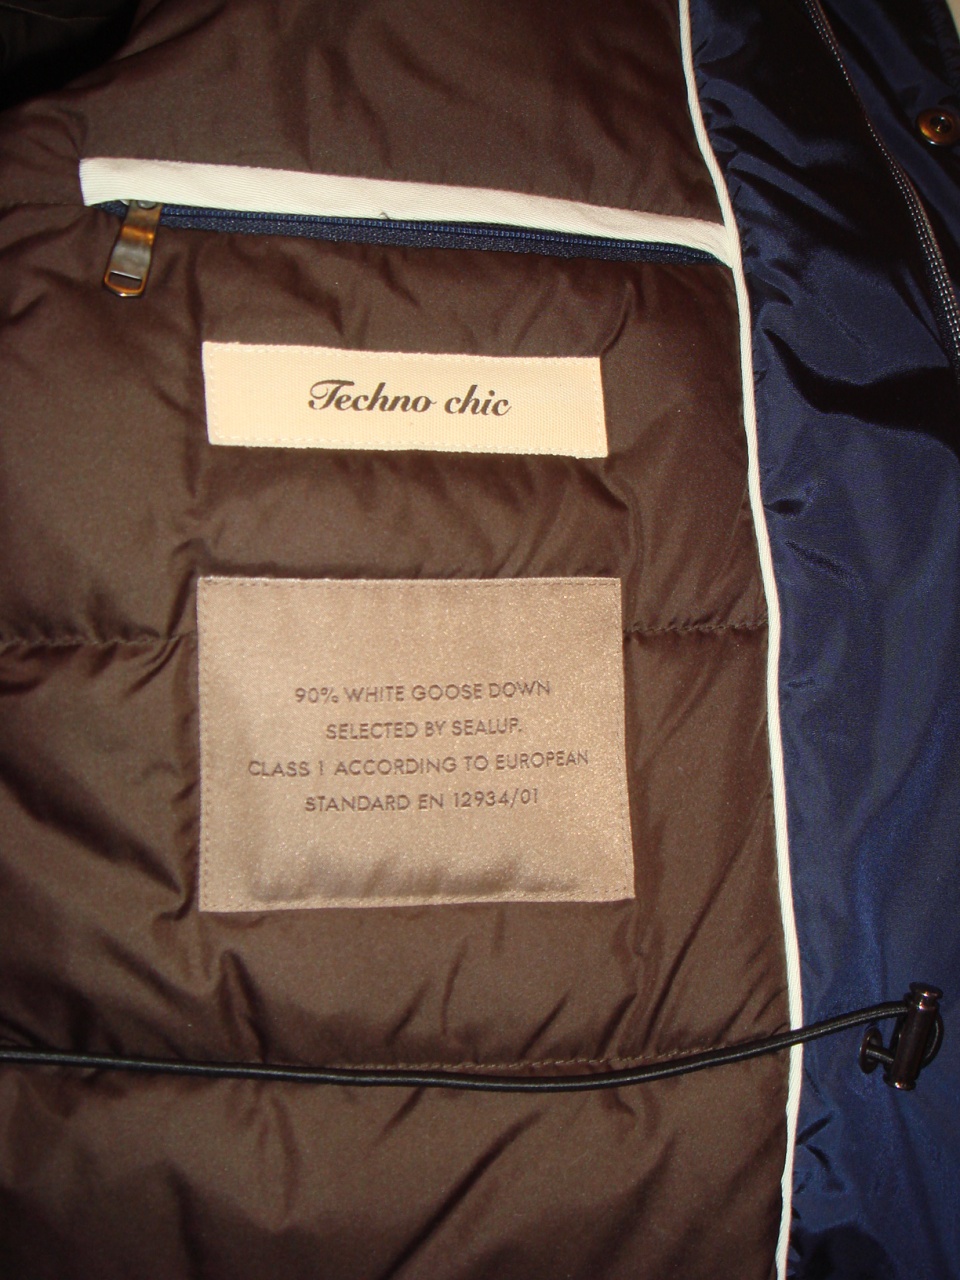 Techno chic
90% WHITE GOOSE DOWN
SELECTED BY SEALUP.
CLASS 1 ACCORDING TO EUROPEAN
STANDARD EN 12934/01